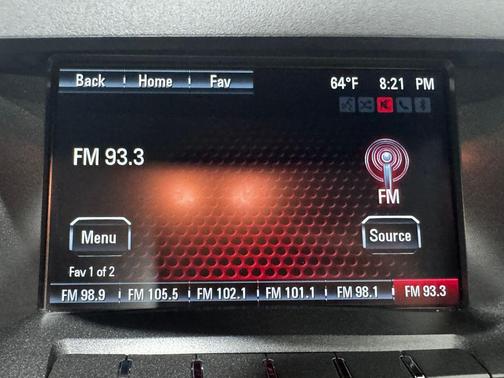 Back Home Fav 64°F 8:21 PM
FM 93.3
FM
Menu Source
Fav 1 of 2
FM 98.9 FM 105.5 FM 102.1 FM 101.1 FM 98.1 FM 93.3